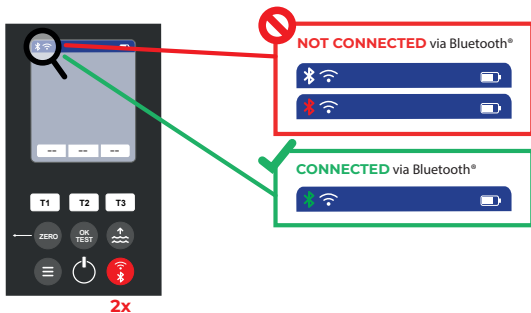 NOT CONNECTED via Bluetooth®
CONNECTED via Bluetooth®
-- -- --
T1 T2 T3
ZERO OK TEST
2x